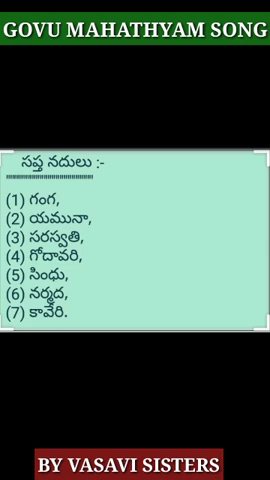 GOVU MAHATHYAM SONG
సప్త నదులు :-
(1) గంగ,
(2) యమునా,
(3) సరస్వతి,
(4) గోదావరి,
(5) సింధు,
(6) నర్మద,
(7) కావేరి.
BY VASAVI SISTERS